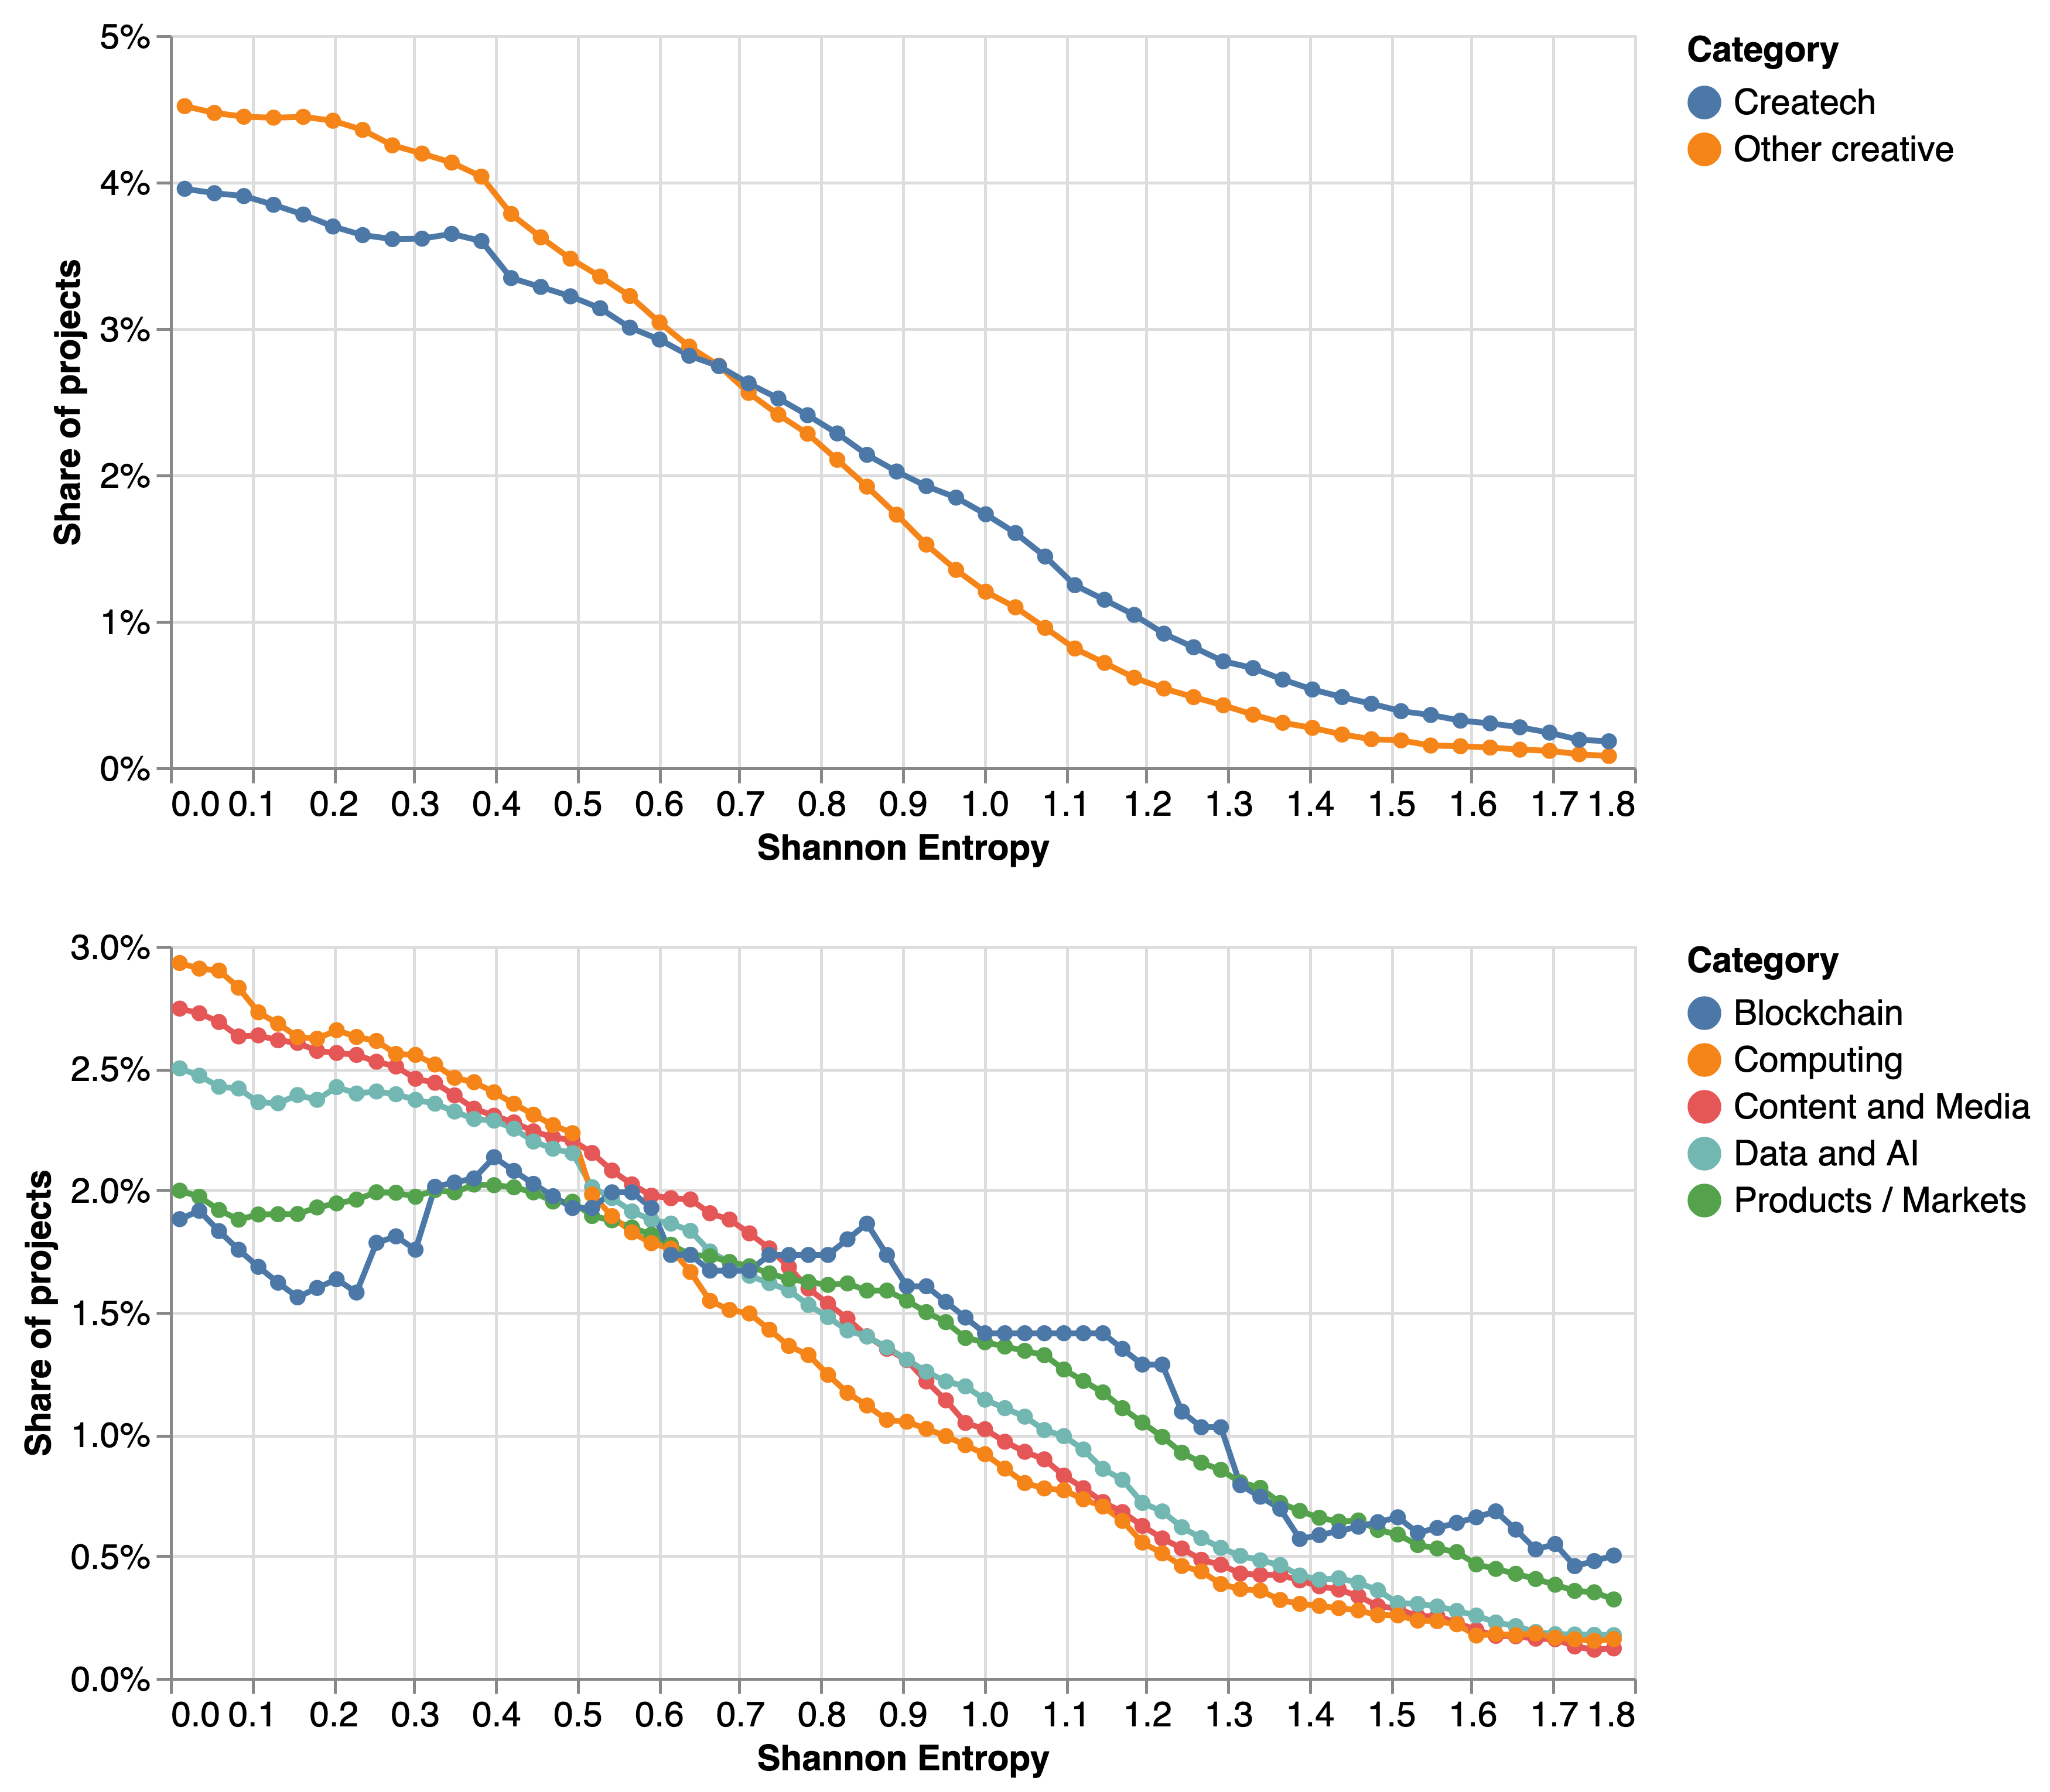 5%
4%
3%
2%
1%
0%
Share of projects
0.0 0.1 0.2 0.3 0.4 0.5 0.6 0.7 0.8 0.9 1.0 1.1 1.2 1.3 1.4 1.5 1.6 1.7 1.8
Shannon Entropy
Category
Createch
Other creative
3.0%
2.5%
2.0%
1.5%
1.0%
0.5%
0.0%
Share of projects
0.0 0.1 0.2 0.3 0.4 0.5 0.6 0.7 0.8 0.9 1.0 1.1 1.2 1.3 1.4 1.5 1.6 1.7 1.8
Shannon Entropy
Category
Blockchain
Computing
Content and Media
Data and AI
Products / Markets